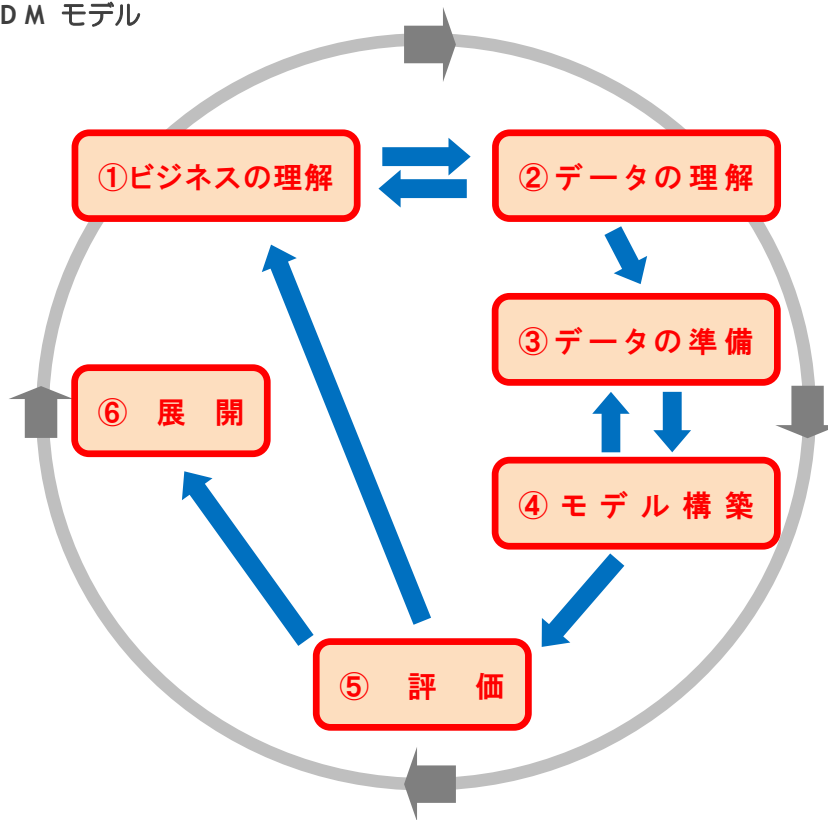 DM モデル
①ビジネスの理解
②データの理解
③データの準備
④モデル構築
⑤ 評 価
⑥ 展 開